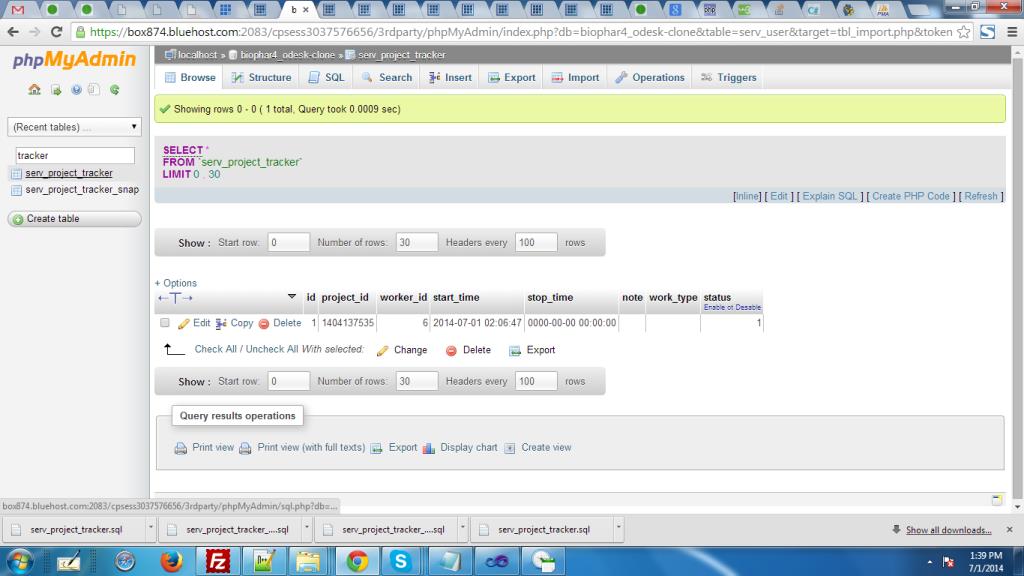 b ×
https://box874.bluehost.com:2083/cpsess3037576656/3rdparty/phpMyAdmin/index.php?db=biophar4_odesk-clone&table=serv_user&target=tbl_import.php&token
phpMyAdmin
localhost » biophar4_odesk-clone » serv_project_tracker
Browse Structure SQL Search Insert Export Import Operations Triggers
Showing rows 0 - 0 ( 1 total, Query took 0.0009 sec)
(Recent tables) ...
tracker
serv_project_tracker
serv_project_tracker_snap
Create table
SELECT *
FROM `serv_project_tracker`
LIMIT 0 , 30
[Inline] [ Edit ] [ Explain SQL ] [ Create PHP Code ] [ Refresh ]
Show : Start row: 0 Number of rows: 30 Headers every 100 rows
+ Options
←T→ id project_id worker_id start_time stop_time note work_type status
Enable ot Desable
Edit Copy Delete 1 1404137535 6 2014-07-01 02:06:47 0000-00-00 00:00:00 1
Check All / Uncheck All With selected: Change Delete Export
Show : Start row: 0 Number of rows: 30 Headers every 100 rows
Query results operations
Print view Print view (with full texts) Export Display chart Create view
box874.bluehost.com:2083/cpsess3037576656/3rdparty/phpMyAdmin/sql.php?db=...
serv_project_tracker.sql serv_project_tracker_....sql serv_project_tracker_....sql serv_project_tracker.sql Show all downloads... ×
1:39 PM
7/1/2014